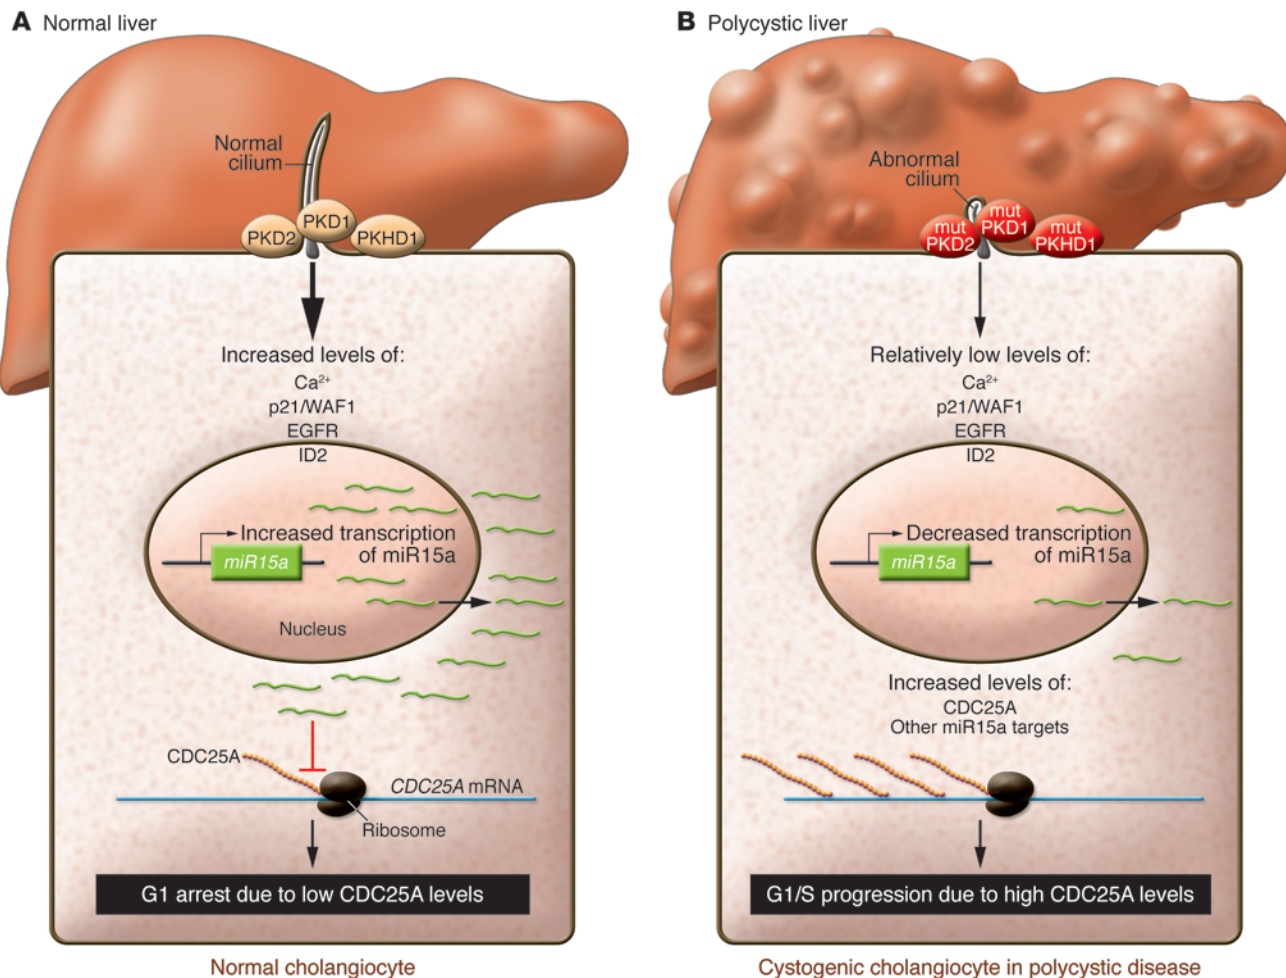 A Normal liver
Normal
cilium
PKD2
PKD1
PKHD1
Increased levels of:
Ca²⁺
p21/WAF1
EGFR
ID2
Increased transcription
of miR15a
miR15a
Nucleus
CDC25A
CDC25A mRNA
Ribosome
G1 arrest due to low CDC25A levels
Normal cholangiocyte
B Polycystic liver
Abnormal
cilium
mut
PKD2
mut
PKD1
mut
PKHD1
Relatively low levels of:
Ca²⁺
p21/WAF1
EGFR
ID2
Decreased transcription
of miR15a
miR15a
Increased levels of:
CDC25A
Other miR15a targets
G1/S progression due to high CDC25A levels
Cystogenic cholangiocyte in polycystic disease